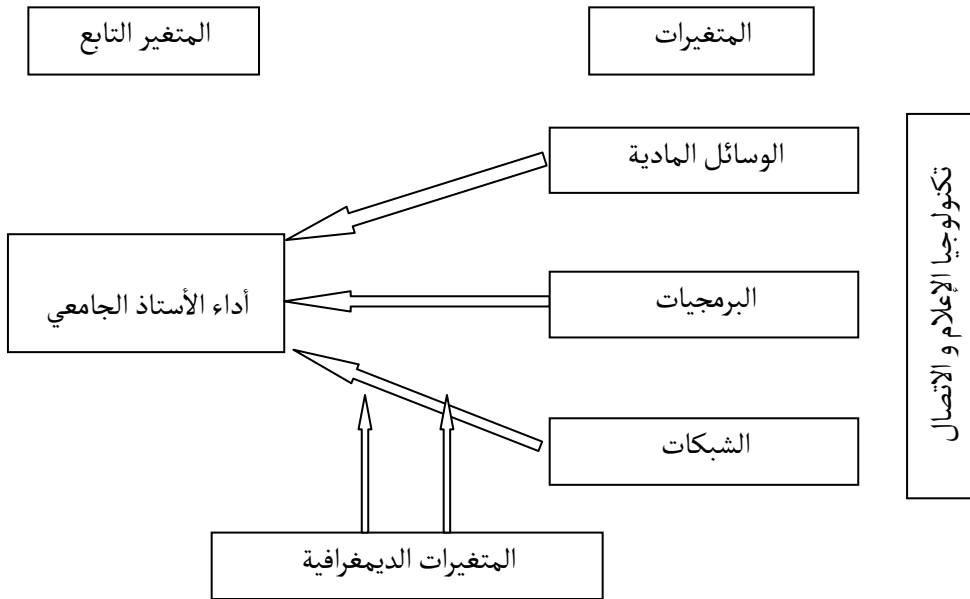 المتغيرات
المتغير التابع
تكنولوجيا الإعلام و الاتصال
الوسائل المادية
البرمجيات
أداء الأستاذ الجامعي
الشبكات
المتغيرات الديمغرافية